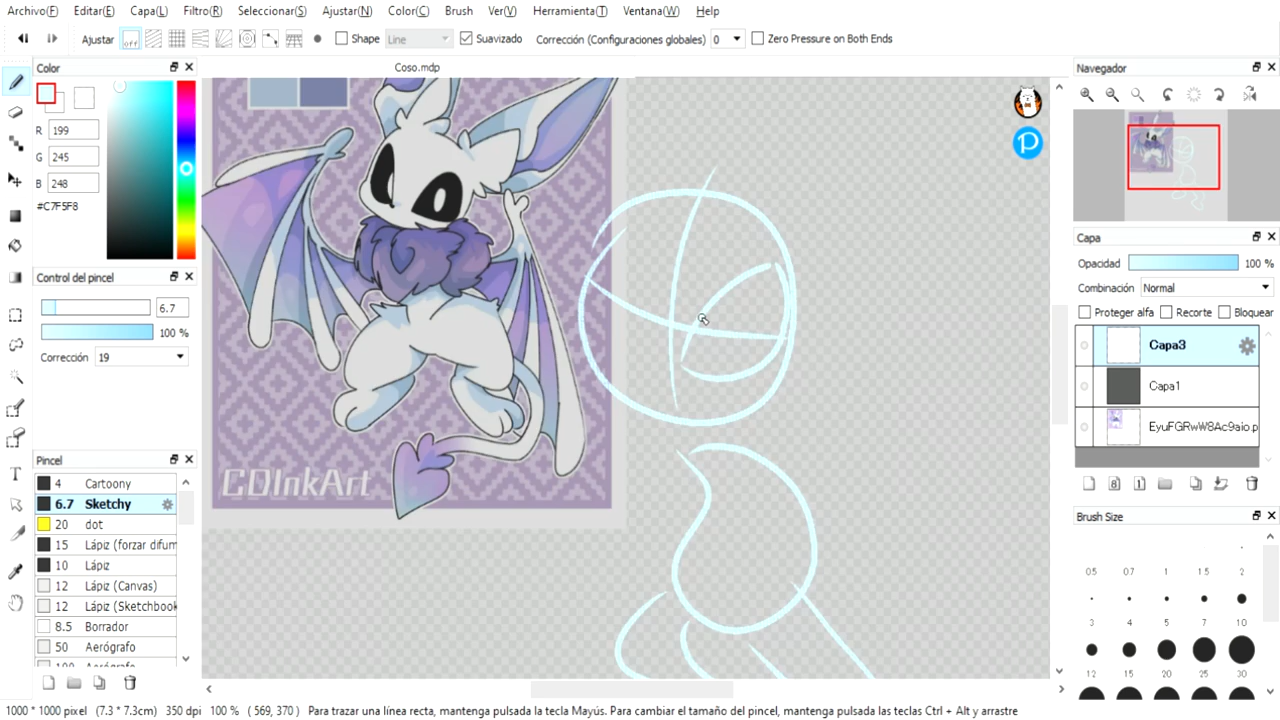 Archivo(F) Editar(E) Capa(L) Filtro(R) Seleccionar(S) Ajustar(N) Color(C) Brush Ver(V) Herramienta(T) Ventana(W) Help
Ajustar off Shape Line Suavizado Corrección (Configuraciones globales) 0 Zero Pressure on Both Ends
Color
R 199
G 245
B 248
#C7F5F8
Control del pincel
6.7
100 %
Corrección 19
Pincel
4 Cartoony
6.7 Sketchy
20 dot
15 Lápiz (forzar difum
10 Lápiz
12 Lápiz (Canvas)
12 Lápiz (Sketchbook
8.5 Borrador
50 Aerógrafo
100 Aerógrafo
Coso.mdp
CDInkArt
Navegador
Capa
Opacidad 100 %
Combinación Normal
Proteger alfa Recorte Bloquear
Capa3
Capa1
EyuFGRwW8Ac9aio.p
8 1
Brush Size
0.5 0.7 1 1.5 2
3 4 5 7 10
12 15 20 25 30
1000 * 1000 pixel (7.3 * 7.3cm) 350 dpi 100 % ( 569, 370 ) Para trazar una línea recta, mantenga pulsada la tecla Mayús. Para cambiar el tamaño del pincel, mantenga pulsadas las teclas Ctrl + Alt y arrastre